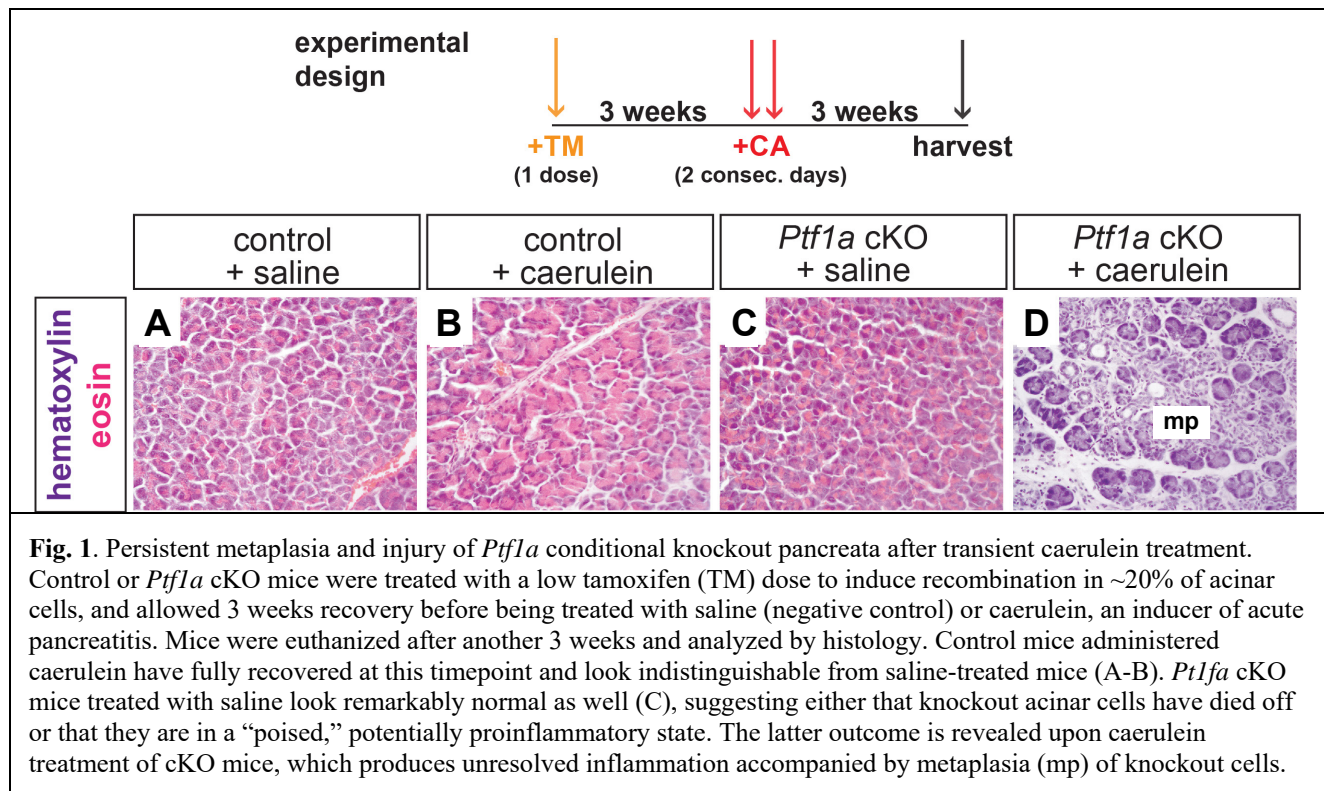 experimental
design
3 weeks
3 weeks
+TM
+CA
harvest
(1 dose)
(2 consec. days)
control
+ saline
control
+ caerulein
Ptf1a cKO
+ saline
Ptf1a cKO
+ caerulein
hematoxylin
eosin
A
B
C
D
mp
Fig. 1. Persistent metaplasia and injury of Ptf1a conditional knockout pancreata after transient caerulein treatment.
Control or Ptf1a cKO mice were treated with a low tamoxifen (TM) dose to induce recombination in ~20% of acinar
cells, and allowed 3 weeks recovery before being treated with saline (negative control) or caerulein, an inducer of acute
pancreatitis. Mice were euthanized after another 3 weeks and analyzed by histology. Control mice administered
caerulein have fully recovered at this timepoint and look indistinguishable from saline-treated mice (A-B). Pt1fa cKO
mice treated with saline look remarkably normal as well (C), suggesting either that knockout acinar cells have died off
or that they are in a “poised,” potentially proinflammatory state. The latter outcome is revealed upon caerulein
treatment of cKO mice, which produces unresolved inflammation accompanied by metaplasia (mp) of knockout cells.